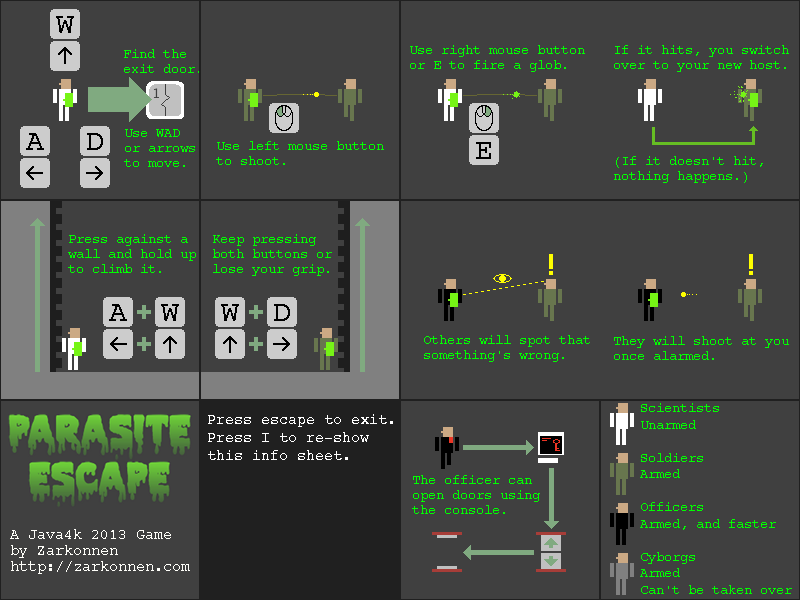 W
↑
Find the
exit door.
1
A
D
←
→
Use WAD
or arrows
to move.
Use left mouse button
to shoot.
Use right mouse button
or E to fire a glob.
E
If it hits, you switch
over to your new host.
(If it doesn't hit,
nothing happens.)
Press against a
wall and hold up
to climb it.
A + W
← + ↑
Keep pressing
both buttons or
lose your grip.
W + D
↑ + →
!
Others will spot that
something's wrong.
!
They will shoot at you
once alarmed.
PARASITE
ESCAPE
A Java4k 2013 Game
by Zarkonnen
http://zarkonnen.com
Press escape to exit.
Press I to re-show
this info sheet.
The officer can
open doors using
the console.
Scientists
Unarmed
Soldiers
Armed
Officers
Armed, and faster
Cyborgs
Armed
Can't be taken over